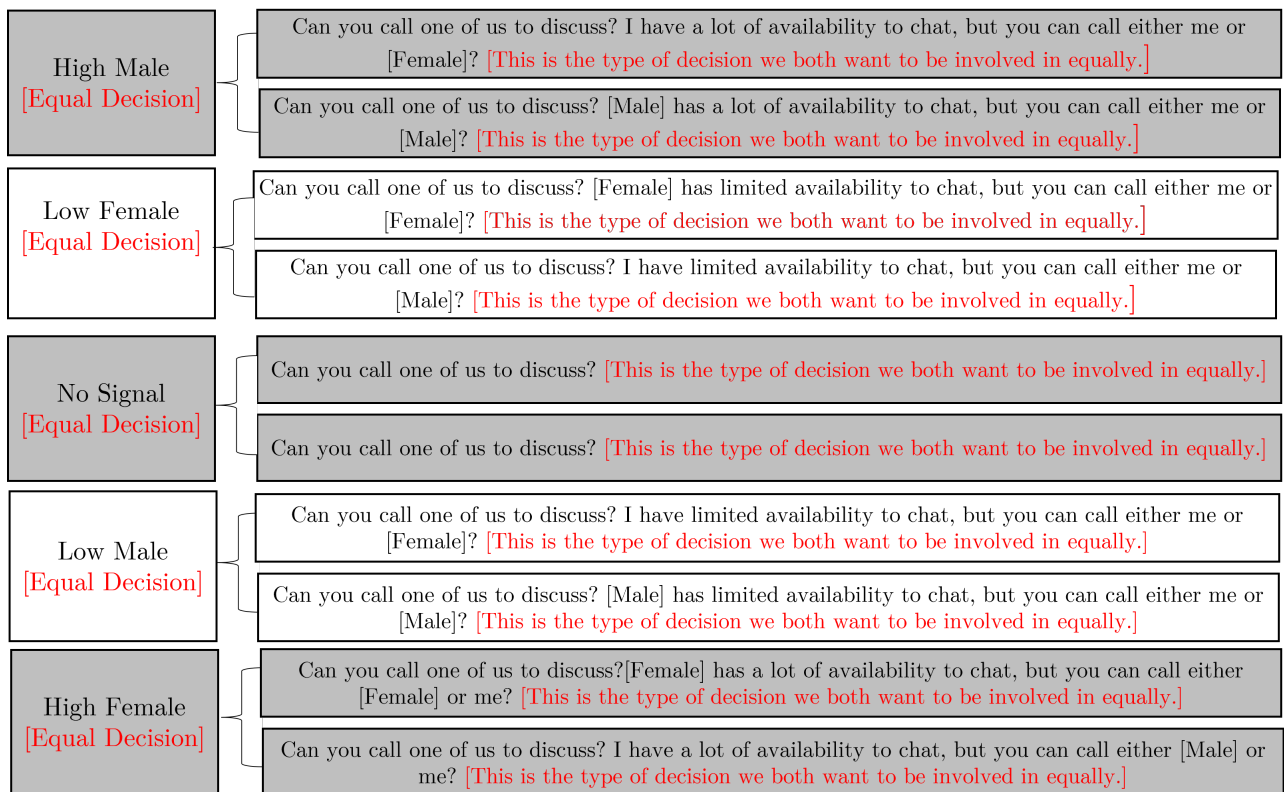 High Male
[Equal Decision]
Can you call one of us to discuss? I have a lot of availability to chat, but you can call either me or
[Female]? [This is the type of decision we both want to be involved in equally.]
Can you call one of us to discuss? [Male] has a lot of availability to chat, but you can call either me or
[Male]? [This is the type of decision we both want to be involved in equally.]
Low Female
[Equal Decision]
Can you call one of us to discuss? [Female] has limited availability to chat, but you can call either me or
[Female]? [This is the type of decision we both want to be involved in equally.]
Can you call one of us to discuss? I have limited availability to chat, but you can call either me or
[Male]? [This is the type of decision we both want to be involved in equally.]
No Signal
[Equal Decision]
Can you call one of us to discuss? [This is the type of decision we both want to be involved in equally.]
Can you call one of us to discuss? [This is the type of decision we both want to be involved in equally.]
Low Male
[Equal Decision]
Can you call one of us to discuss? I have limited availability to chat, but you can call either me or
[Female]? [This is the type of decision we both want to be involved in equally.]
Can you call one of us to discuss? [Male] has limited availability to chat, but you can call either me or
[Male]? [This is the type of decision we both want to be involved in equally.]
High Female
[Equal Decision]
Can you call one of us to discuss?[Female] has a lot of availability to chat, but you can call either
[Female] or me? [This is the type of decision we both want to be involved in equally.]
Can you call one of us to discuss? I have a lot of availability to chat, but you can call either [Male] or
me? [This is the type of decision we both want to be involved in equally.]